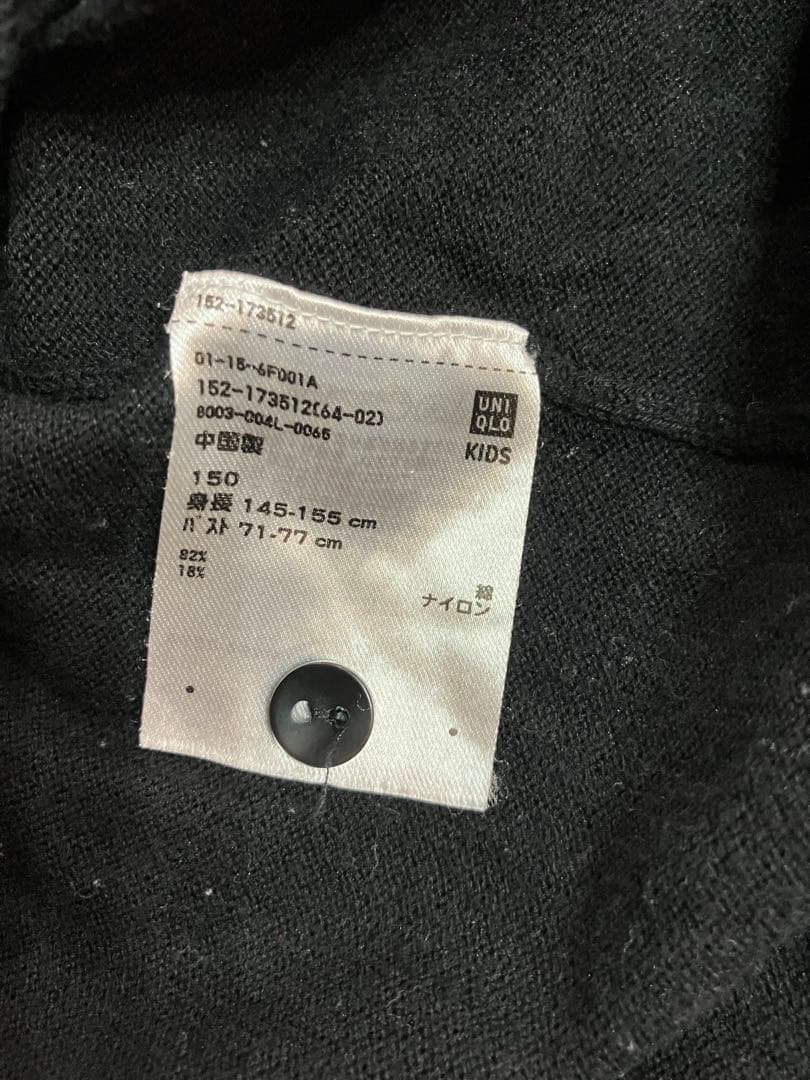 152-173512
01-15-6F001A
152-173512(64-02)
8003-004L-0065
中国製
UNI
QLO
KIDS
150
身長 145-155 cm
バスト 71-77 cm
82%
18%
綿
ナイロン